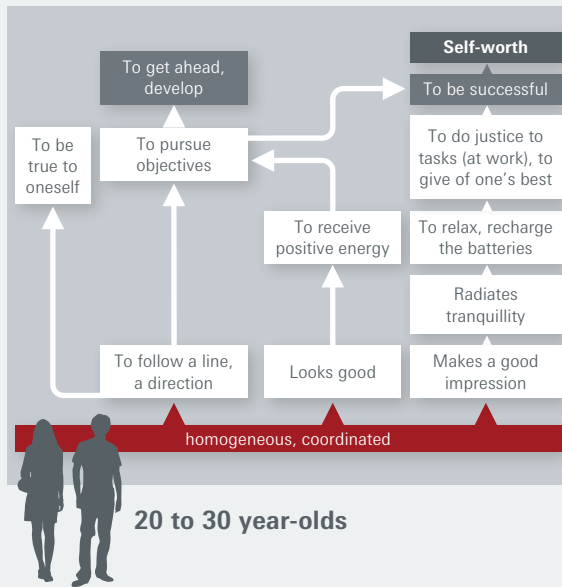 Self-worth
To get ahead,
develop
To be successful
To be
true to
oneself
To pursue
objectives
To do justice to
tasks (at work), to
give of one's best
To receive
positive energy
To relax, recharge
the batteries
Radiates
tranquillity
To follow a line,
a direction
Looks good
Makes a good
impression
homogeneous, coordinated
20 to 30 year-olds